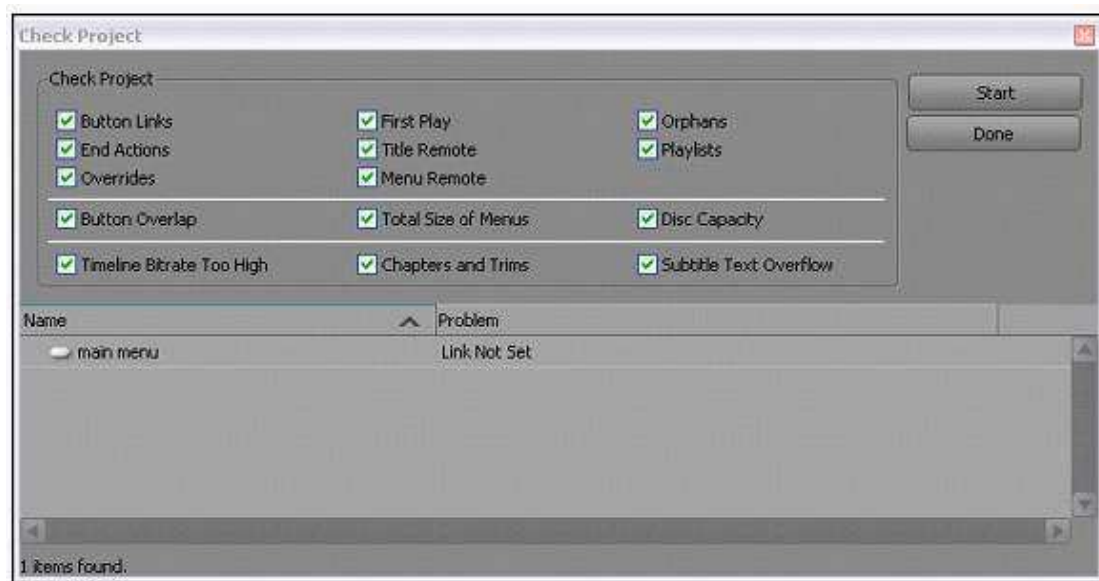 Check Project
Check Project
Start
Button Links First Play Orphans
Done
End Actions Title Remote Playlists
Overrides Menu Remote
Button Overlap Total Size of Menus Disc Capacity
Timeline Bitrate Too High Chapters and Trims Subtitle Text Overflow
Name Problem
main menu Link Not Set
1 items found.